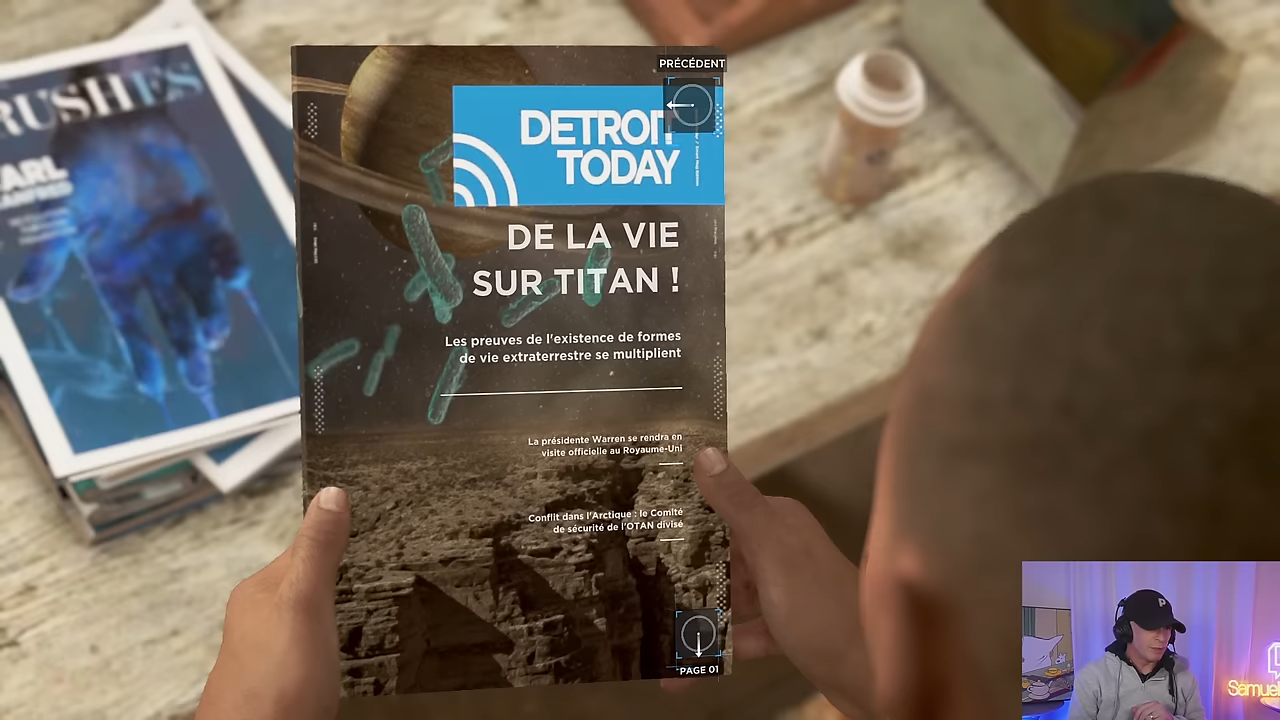 RUSHES
PRÉCÉDENT
DETROIT
TODAY
DE LA VIE
SUR TITAN !
Les preuves de l'existence de formes
de vie extraterrestre se multiplient
La présidente Warren se rendra en
visite officielle au Royaume-Uni
Conflit dans l'Arctique : le Comité
de sécurité de l'OTAN divisé
PAGE 01
Samue